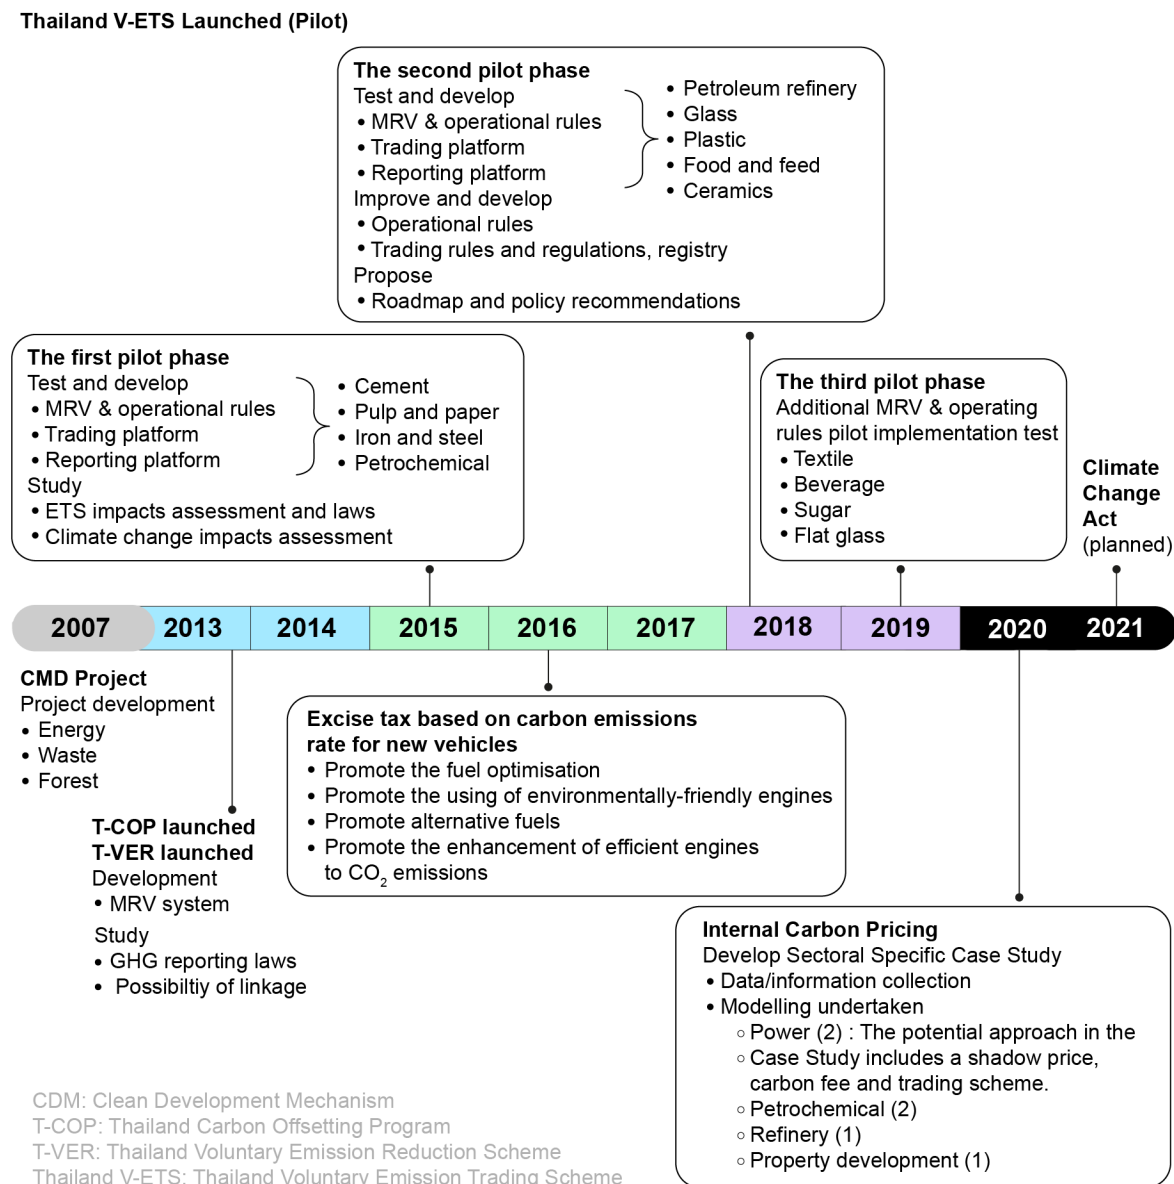 Thailand V-ETS Launched (Pilot)
The second pilot phase
Test and develop
• MRV & operational rules
• Trading platform
• Reporting platform
• Petroleum refinery
• Glass
• Plastic
• Food and feed
• Ceramics
Improve and develop
• Operational rules
• Trading rules and regulations, registry
Propose
• Roadmap and policy recommendations
The first pilot phase
Test and develop
• MRV & operational rules
• Trading platform
• Reporting platform
• Cement
• Pulp and paper
• Iron and steel
• Petrochemical
Study
• ETS impacts assessment and laws
• Climate change impacts assessment
The third pilot phase
Additional MRV & operating
rules pilot implementation test
• Textile
• Beverage
• Sugar
• Flat glass
Climate
Change
Act
(planned)
2007 2013 2014 2015 2016 2017 2018 2019 2020 2021
CMD Project
Project development
• Energy
• Waste
• Forest
T-COP launched
T-VER launched
Development
• MRV system
Study
• GHG reporting laws
• Possibiltiy of linkage
Excise tax based on carbon emissions
rate for new vehicles
• Promote the fuel optimisation
• Promote the using of environmentally-friendly engines
• Promote alternative fuels
• Promote the enhancement of efficient engines
to CO₂ emissions
Internal Carbon Pricing
Develop Sectoral Specific Case Study
• Data/information collection
• Modelling undertaken
○ Power (2) : The potential approach in the
○ Case Study includes a shadow price,
carbon fee and trading scheme.
○ Petrochemical (2)
○ Refinery (1)
○ Property development (1)
CDM: Clean Development Mechanism
T-COP: Thailand Carbon Offsetting Program
T-VER: Thailand Voluntary Emission Reduction Scheme
Thailand V-ETS: Thailand Voluntary Emission Trading Scheme